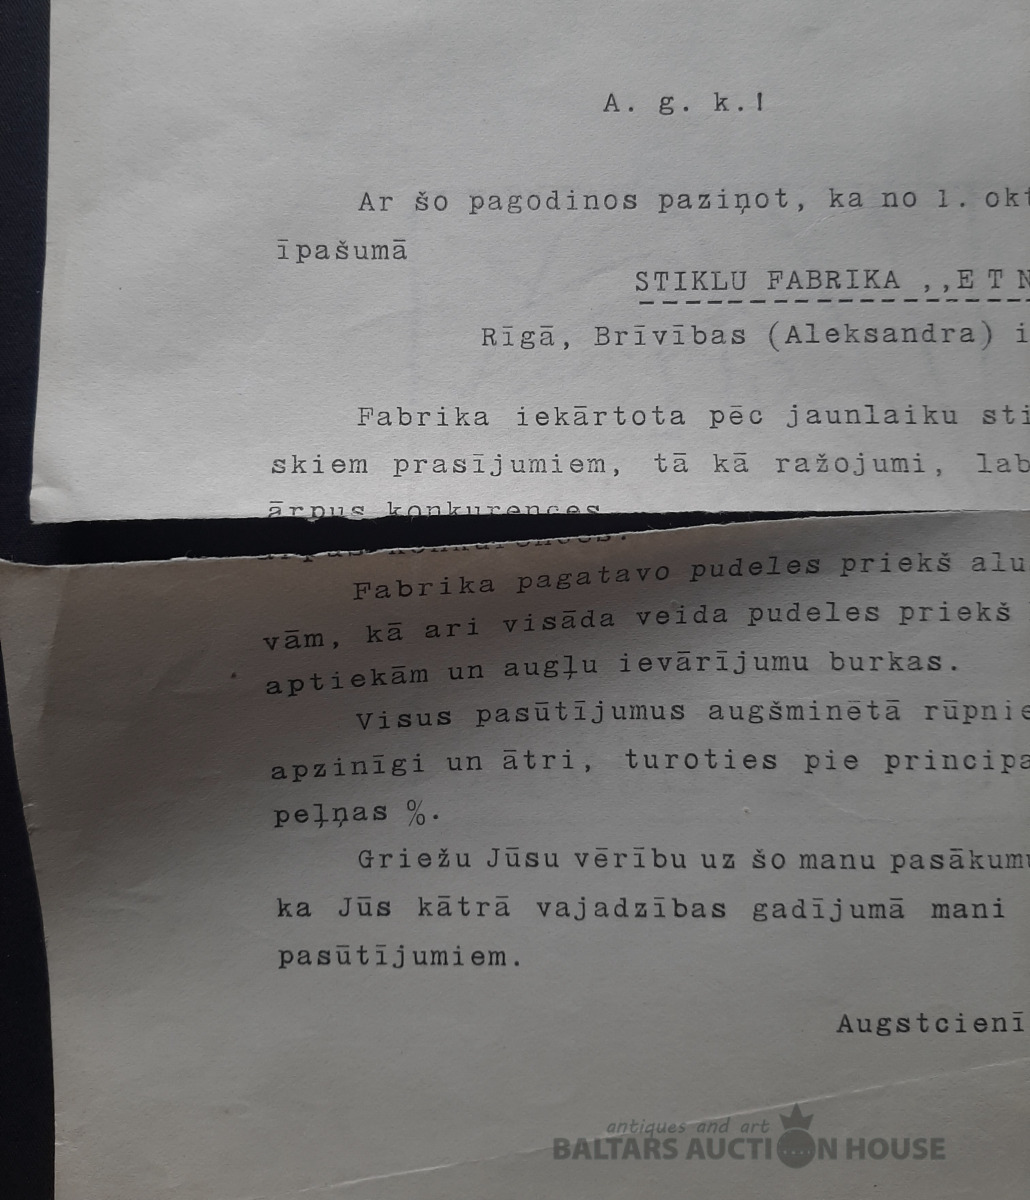 A. g. k.!
Ar šo pagodinos paziņot, ka no 1. okt
īpašumā
STIKLU FABRIKA ,,E T N
Rīgā, Brīvības (Aleksandra) i
Fabrika iekārtota pēc jaunlaiku sti
skiem prasījumiem, tā kā ražojumi, lab
ārpus konkurences
Fabrika pagatavo pudeles priekš alu
vām, kā ari visāda veida pudeles priekš
aptiekām un augļu ievārījumu burkas.
Visus pasūtījumus augšminētā rūpnie
apzinīgi un ātri, turoties pie principa
peļņas %.
Griežu Jūsu vērību uz šo manu pasākumu
ka Jūs kātrā vajadzības gadījumā mani
pasūtījumiem.
Augstcienī
antiques and art
BALTARS AUCTION HOUSE